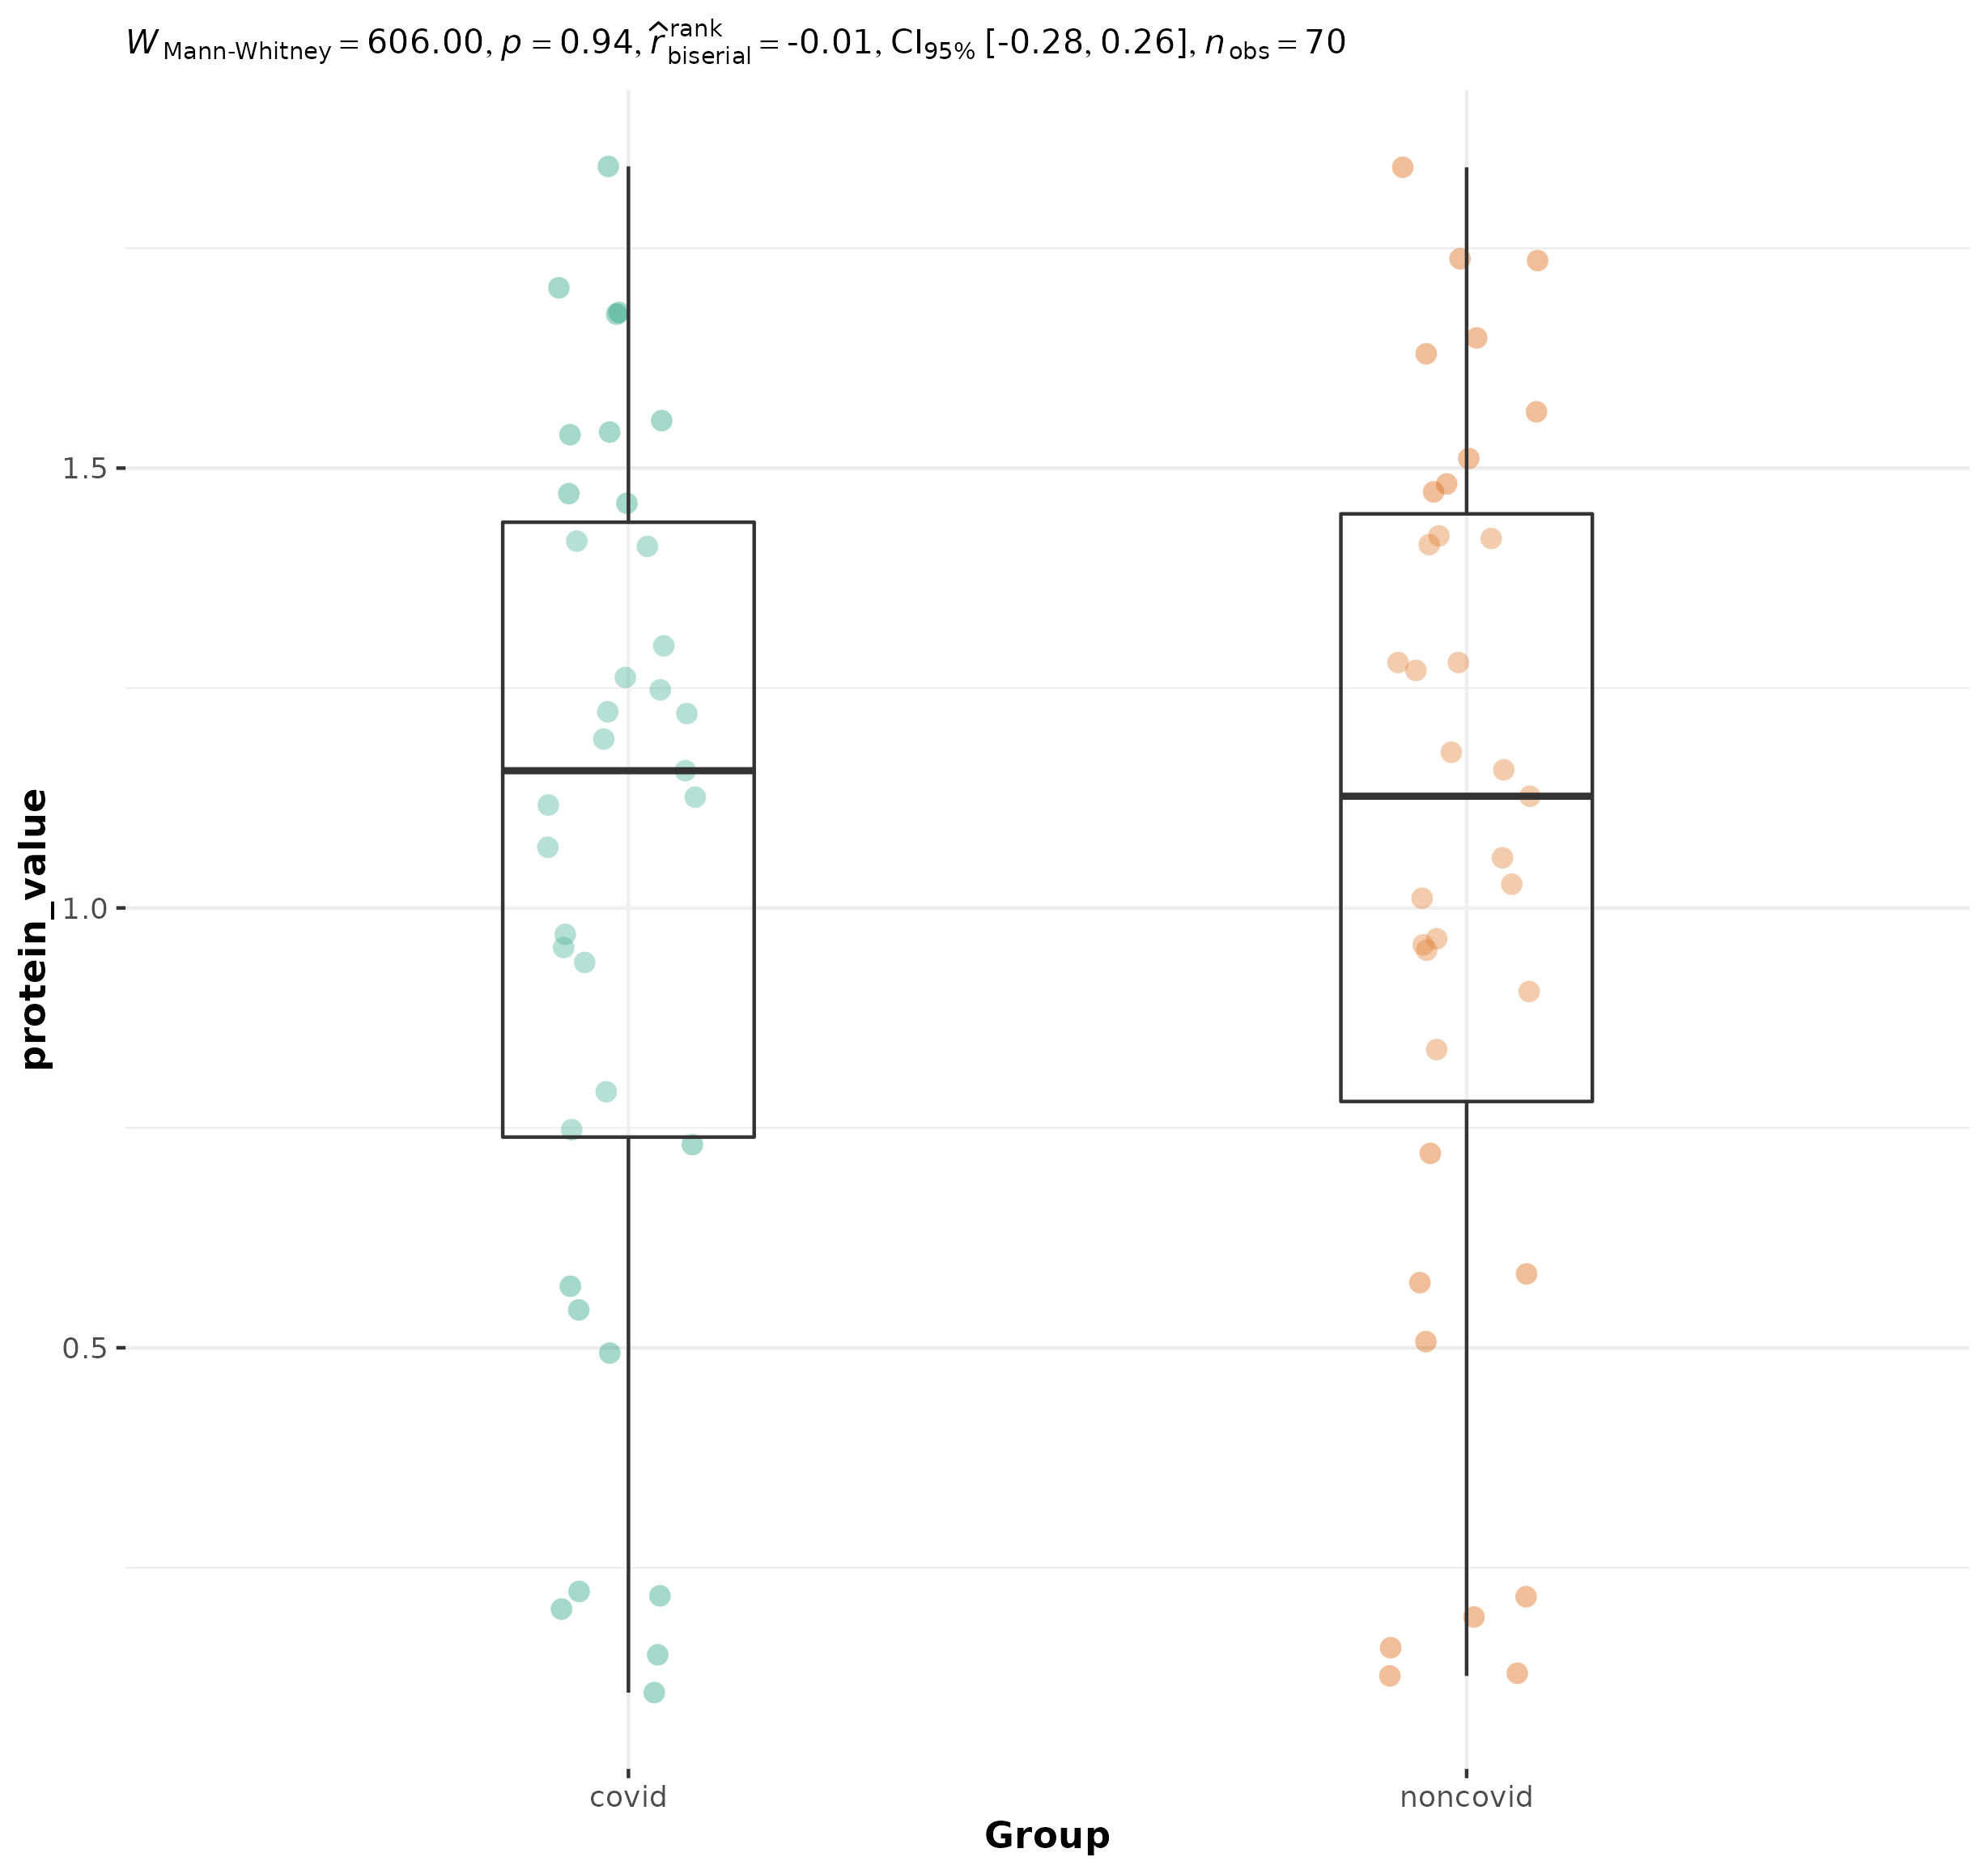 W Mann-Whitney = 606.00, p = 0.94, r̂ rank biserial = -0.01, CI95% [-0.28, 0.26], n obs = 70
protein_value
1.5
1.0
0.5
covid noncovid
Group